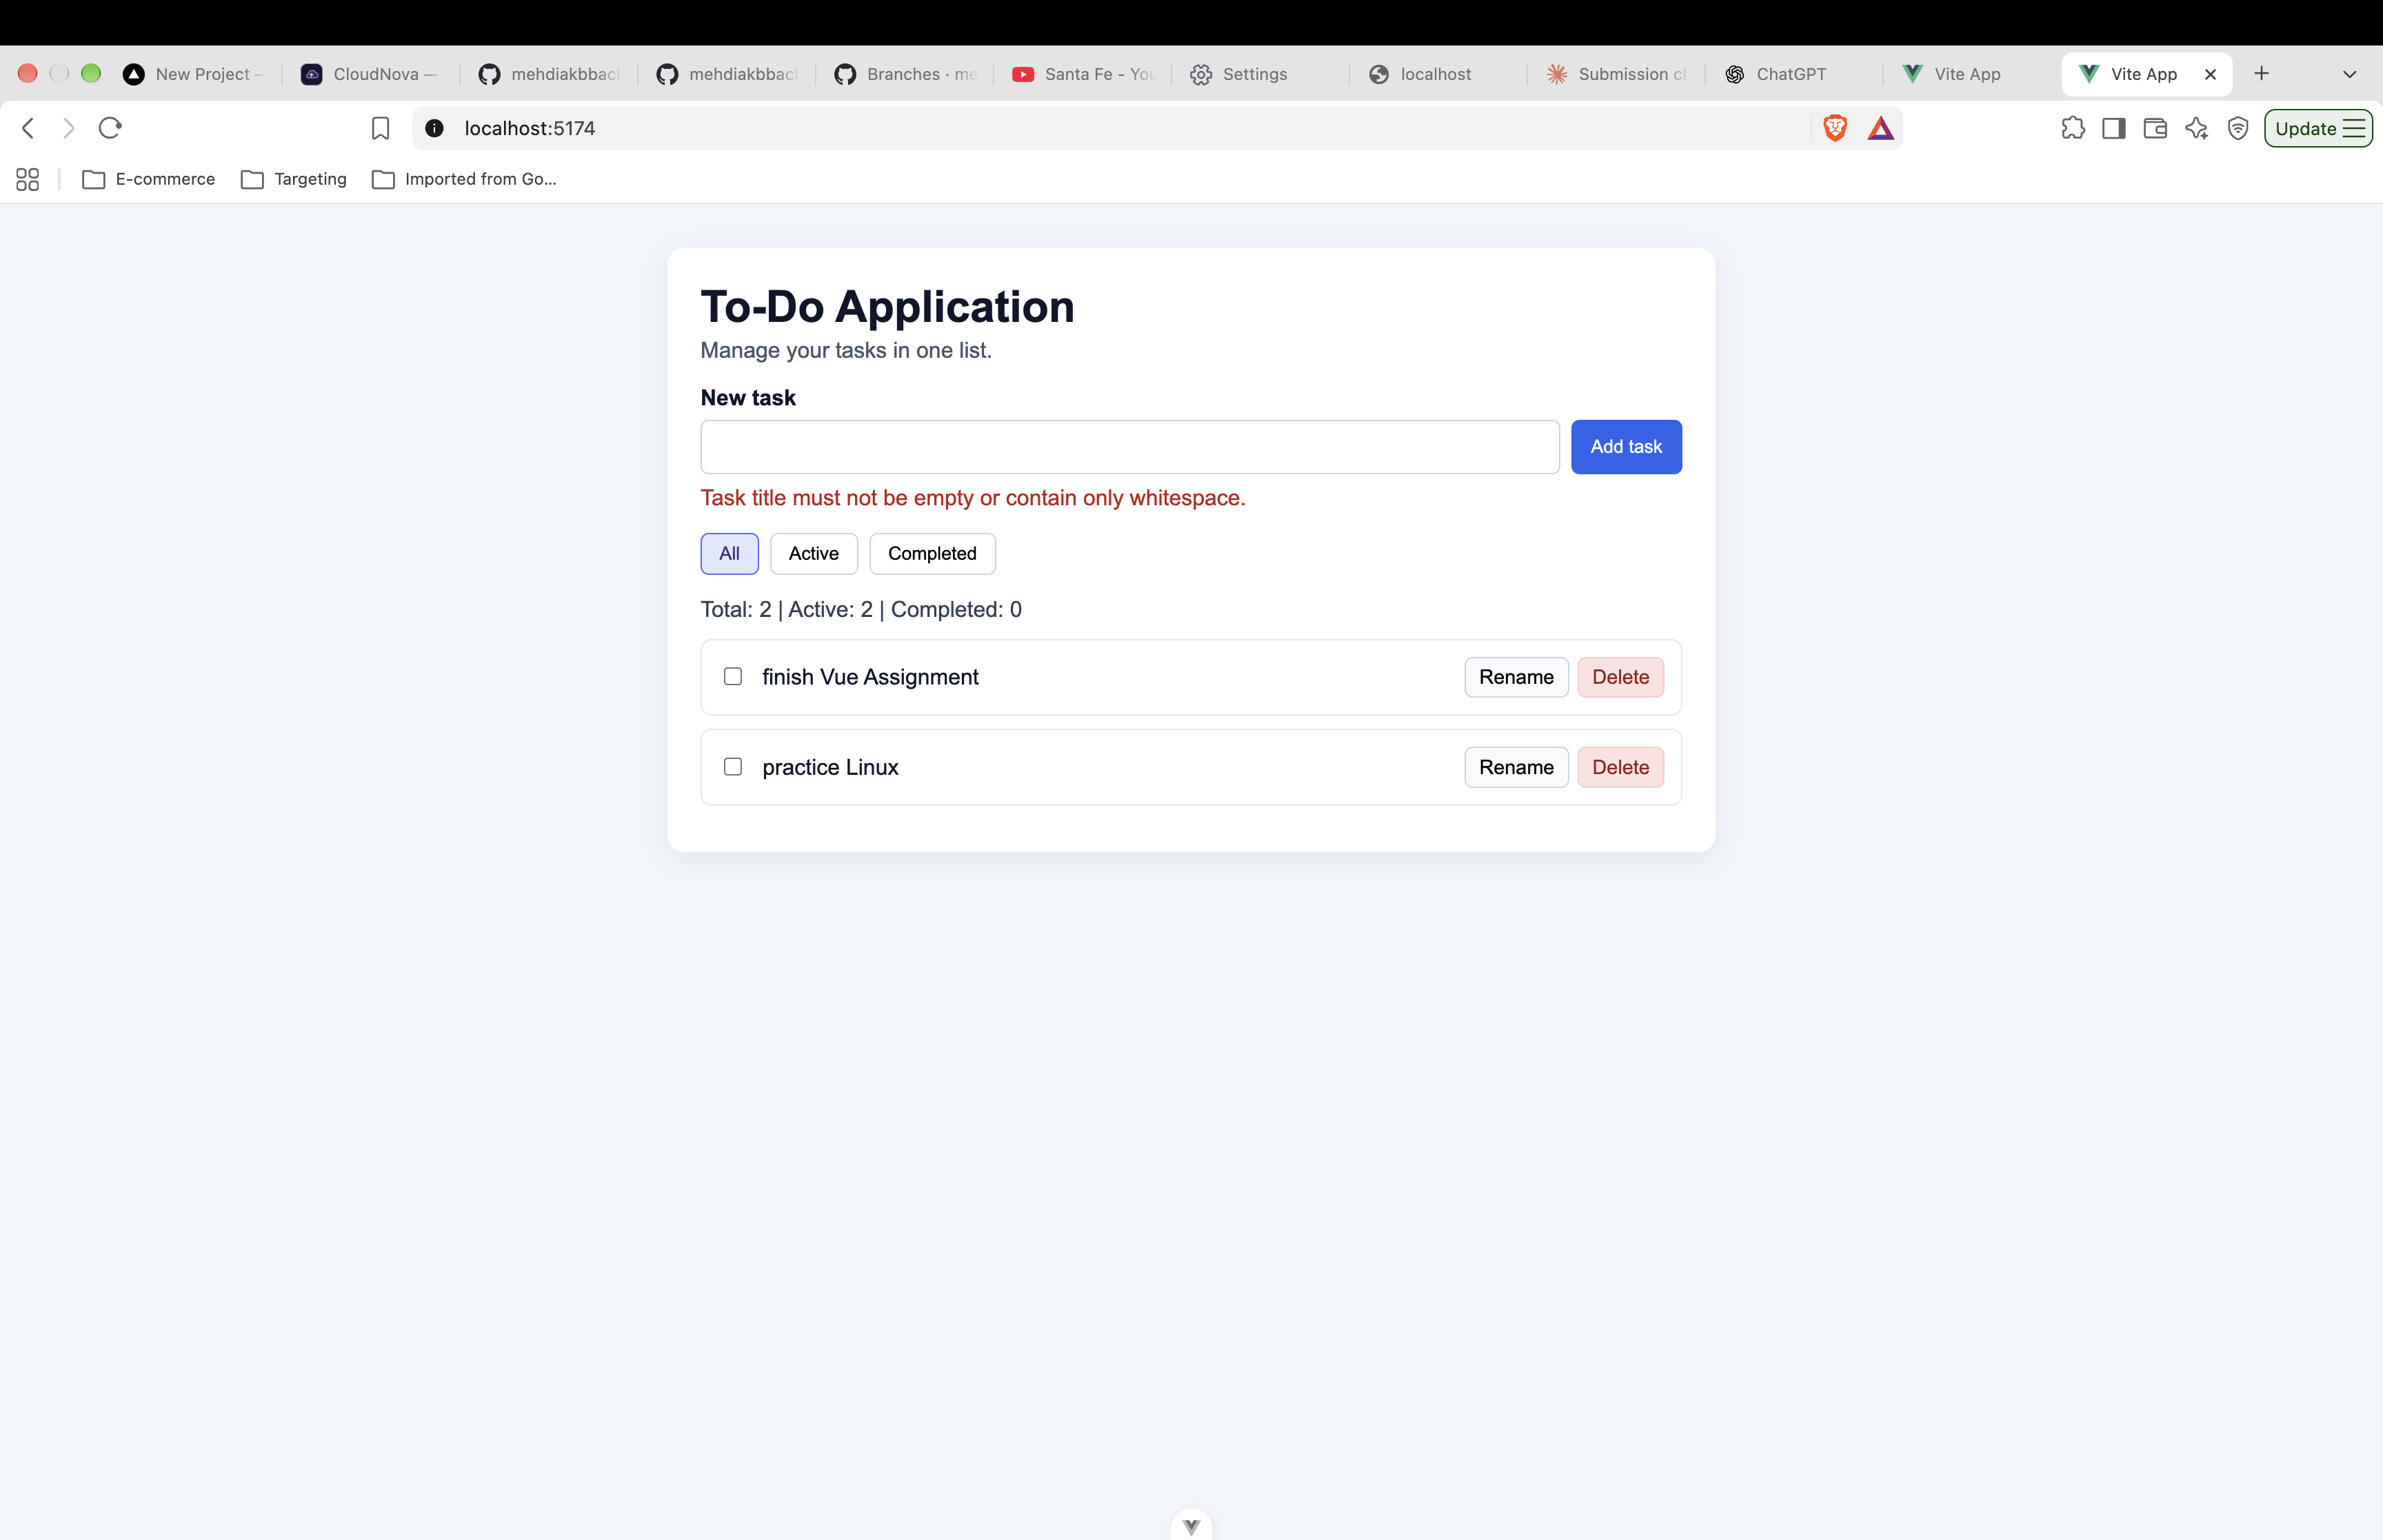 New Project —
CloudNova —
mehdiakbbach
mehdiakbbach
Branches · me
Santa Fe - You
Settings
localhost
Submission ch
ChatGPT
Vite App
Vite App
localhost:5174
Update
E-commerce
Targeting
Imported from Go...
To-Do Application
Manage your tasks in one list.
New task
Add task
Task title must not be empty or contain only whitespace.
All Active Completed
Total: 2 | Active: 2 | Completed: 0
finish Vue Assignment Rename Delete
practice Linux Rename Delete